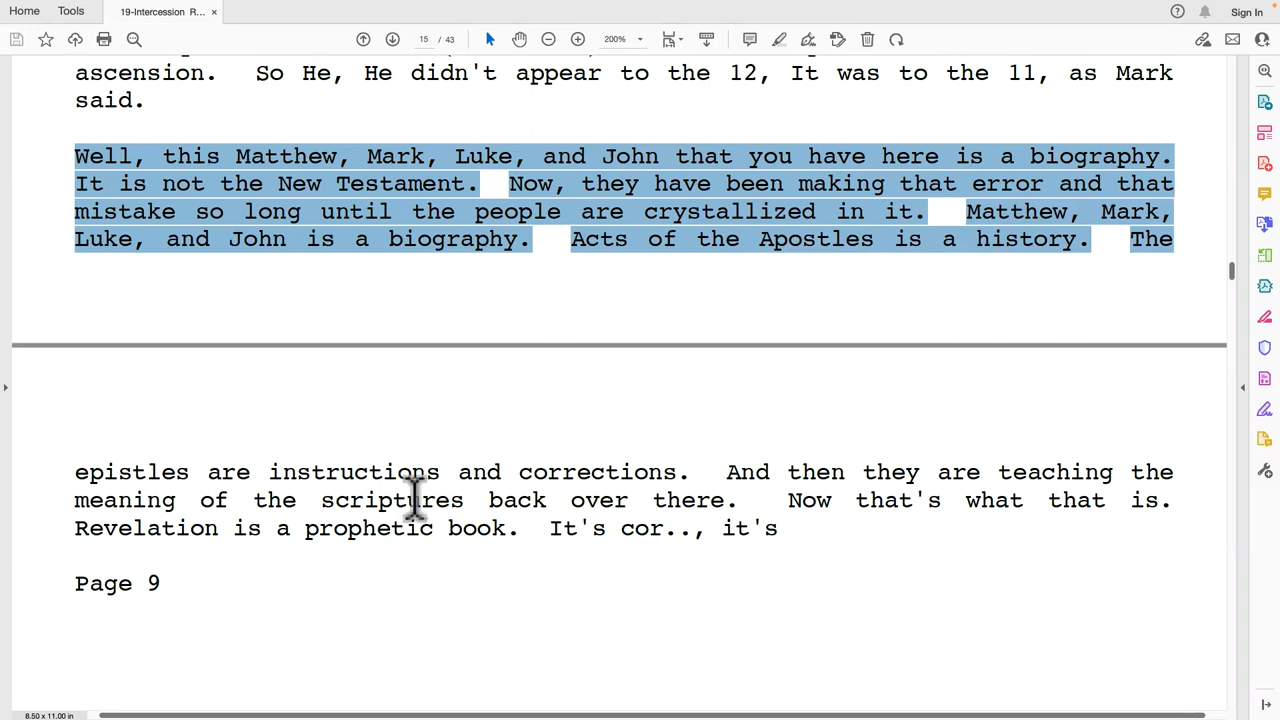 Home Tools 19-Intercession R... × Sign In
15 / 43 200%
ascension. So He, He didn't appear to the 12, It was to the 11, as Mark
said.
Well, this Matthew, Mark, Luke, and John that you have here is a biography.
It is not the New Testament. Now, they have been making that error and that
mistake so long until the people are crystallized in it. Matthew, Mark,
Luke, and John is a biography. Acts of the Apostles is a history. The
epistles are instructions and corrections. And then they are teaching the
meaning of the scriptures back over there. Now that's what that is.
Revelation is a prophetic book. It's cor.., it's
Page 9
8.50 x 11.00 in